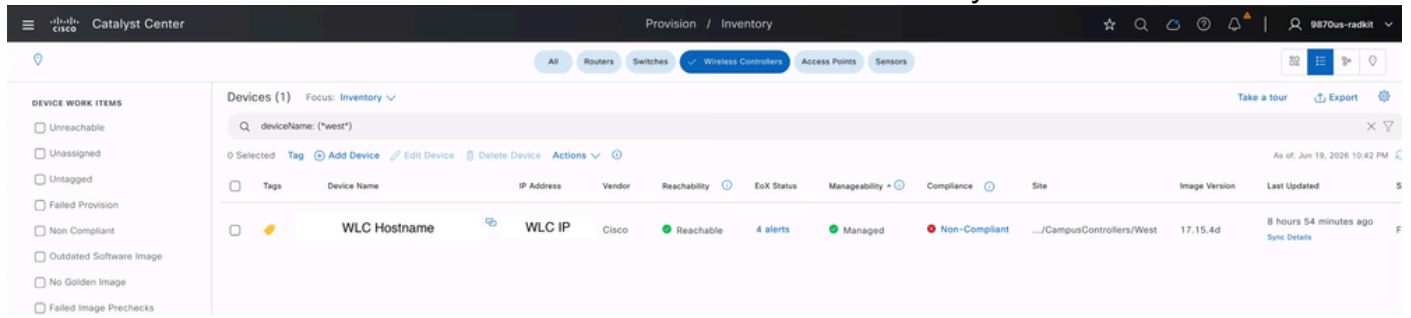 cisco Catalyst Center
Provision / Inventory
9870us-radkit
All Routers Switches Wireless Controllers Access Points Sensors
DEVICE WORK ITEMS
Unreachable
Unassigned
Untagged
Failed Provision
Non Compliant
Outdated Software Image
No Golden Image
Failed Image Prechecks
Devices (1) Focus: Inventory
Take a tour Export
deviceName: (*west*)
0 Selected Tag Add Device Edit Device Delete Device Actions
As of: Jun 19, 2026 10:42 PM
Tags Device Name IP Address Vendor Reachability EoX Status Manageability Compliance Site Image Version Last Updated S
WLC Hostname WLC IP Cisco Reachable 4 alerts Managed Non-Compliant .../CampusControllers/West 17.15.4d 8 hours 54 minutes ago F
Sync Details